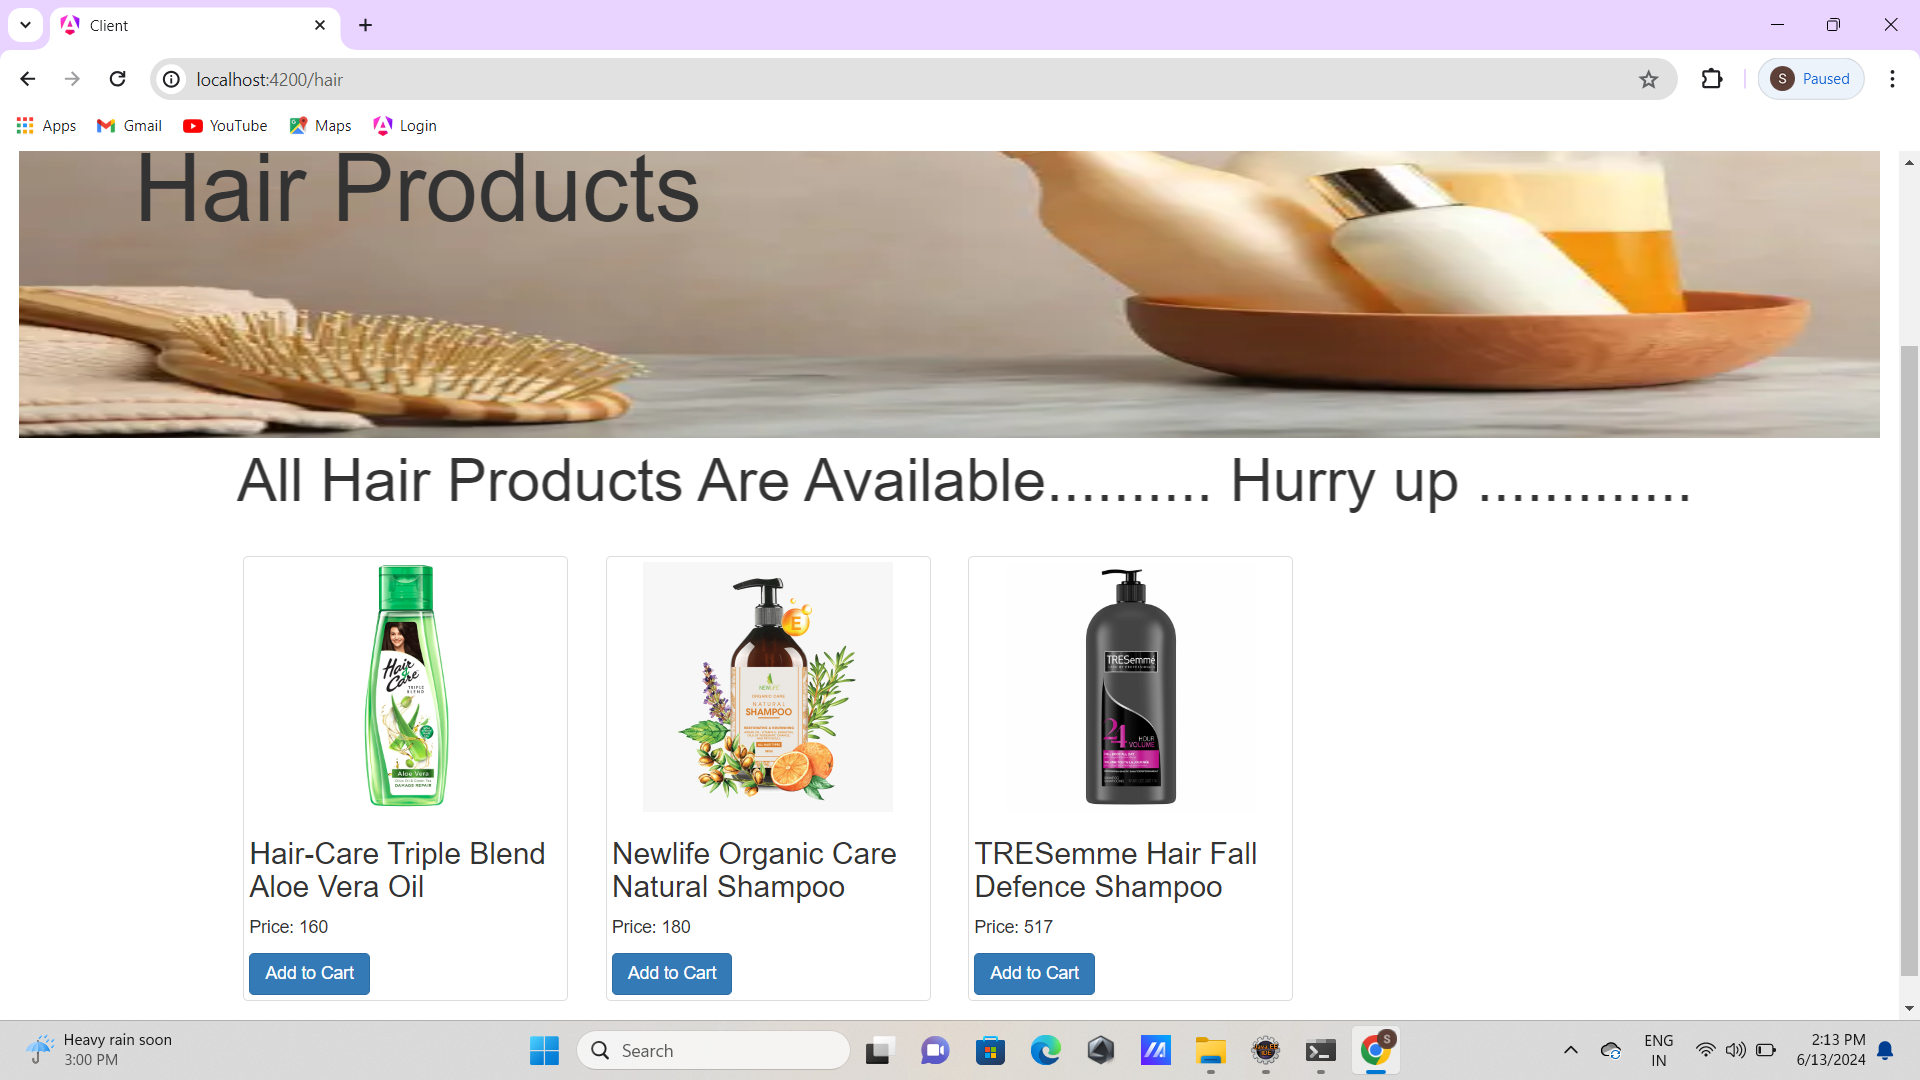 Client
localhost:4200/hair
S Paused
Apps Gmail YouTube Maps Login
Hair Products
All Hair Products Are Available.......... Hurry up .............
Hair
Care
TRIPLE
BLEND
Aloe Vera
DAMAGE REPAIR
E
NEWLIFE
ORGANIC CARE
NATURAL
SHAMPOO
TRESemmé
24
HOUR
VOLUME
Hair-Care Triple Blend
Aloe Vera Oil
Price: 160
Add to Cart
Newlife Organic Care
Natural Shampoo
Price: 180
Add to Cart
TRESemme Hair Fall
Defence Shampoo
Price: 517
Add to Cart
Heavy rain soon
3:00 PM
Search
S
ENG
IN
2:13 PM
6/13/2024